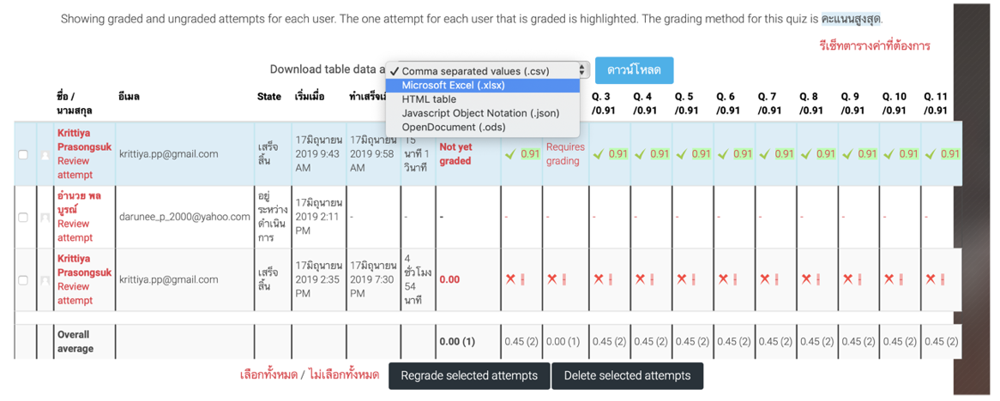 Showing graded and ungraded attempts for each user. The one attempt for each user that is graded is highlighted. The grading method for this quiz is คะแนนสูงสุด.
รีเซ็ทตารางค่าที่ต้องการ
Download table data a
Comma separated values (.csv)
Microsoft Excel (.xlsx)
HTML table
Javascript Object Notation (.json)
OpenDocument (.ods)
ดาวน์โหลด
ชื่อ / นามสกุล อีเมล State เริ่มเมื่อ Q. 3 Q. 4 Q. 5 Q. 6 Q. 7 Q. 8 Q. 9 Q. 10 Q. 11
/0.91 /0.91 /0.91 /0.91 /0.91 /0.91 /0.91 /0.91 /0.91
Krittiya Prasongsuk Review attempt krittiya.pp@gmail.com เสร็จสิ้น 17มิถุนายน 2019 9:43 AM 17มิถุนายน 2019 9:58 AM 15 นาที 1 วินาที Not yet graded 0.91 Requires grading 0.91 0.91 0.91 0.91 0.91 0.91 0.91 0.91 0.91
อำนวย พลบูรณ์ Review attempt darunee_p_2000@yahoo.com อยู่ระหว่างดำเนินการ 17มิถุนายน 2019 2:11 PM - - - - - - - - - - - - - -
Krittiya Prasongsuk Review attempt krittiya.pp@gmail.com เสร็จสิ้น 17มิถุนายน 2019 2:35 PM 17มิถุนายน 2019 7:30 PM 4 ชั่วโมง 54 นาที 0.00
Overall average 0.00 (1) 0.45 (2) 0.00 (1) 0.45 (2) 0.45 (2) 0.45 (2) 0.45 (2) 0.45 (2) 0.45 (2) 0.45 (2) 0.45 (2) 0.45 (2)
เลือกทั้งหมด / ไม่เลือกทั้งหมด Regrade selected attempts Delete selected attempts